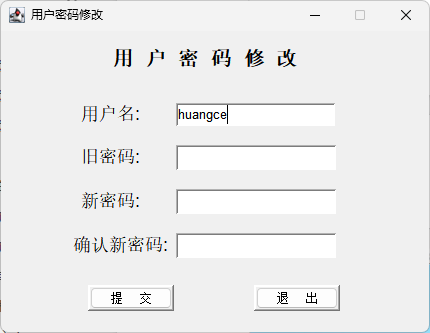 用户密码修改
用 户 密 码 修 改
用户名: huangce
旧密码:
新密码:
确认新密码:
提 交 退 出